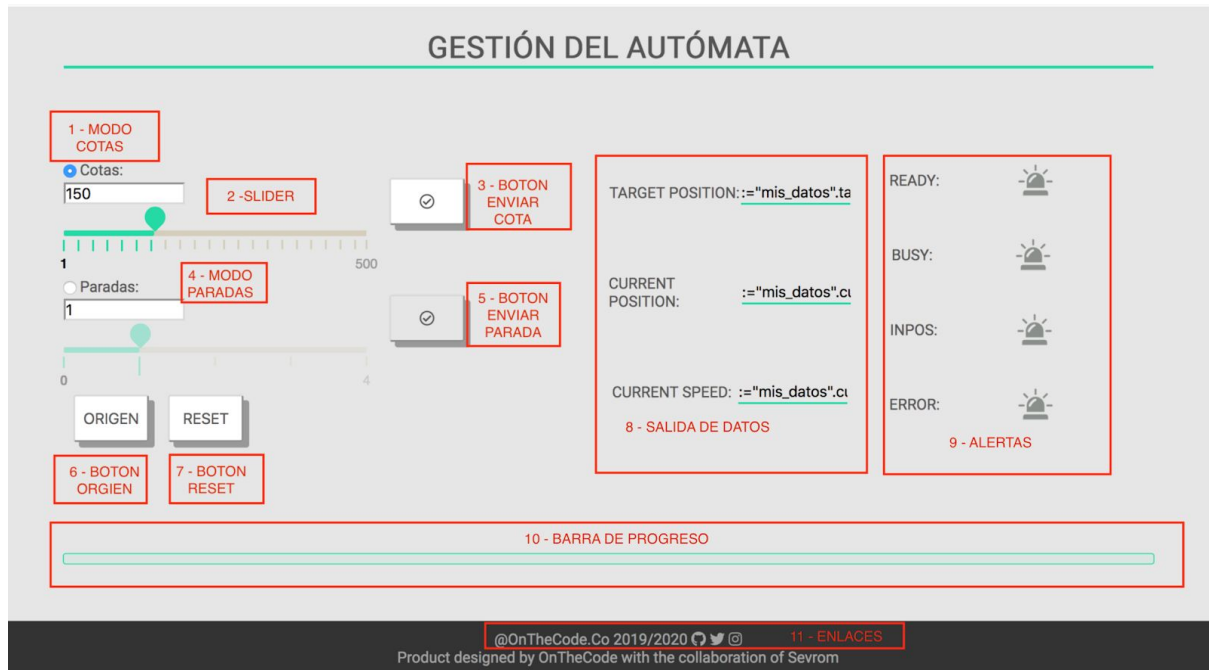 GESTIÓN DEL AUTÓMATA
1 - MODO
COTAS
Cotas:
150
2 -SLIDER
1
500
3 - BOTON
ENVIAR
COTA
4 - MODO
PARADAS
Paradas:
1
0
4
5 - BOTON
ENVIAR
PARADA
ORIGEN
RESET
6 - BOTON
ORGIEN
7 - BOTON
RESET
TARGET POSITION: :="mis_datos".ta
CURRENT
POSITION:
:="mis_datos".cu
CURRENT SPEED: :="mis_datos".cu
8 - SALIDA DE DATOS
READY:
BUSY:
INPOS:
ERROR:
9 - ALERTAS
10 - BARRA DE PROGRESO
@OnTheCode.Co 2019/2020
11 - ENLACES
Product designed by OnTheCode with the collaboration of Sevrom